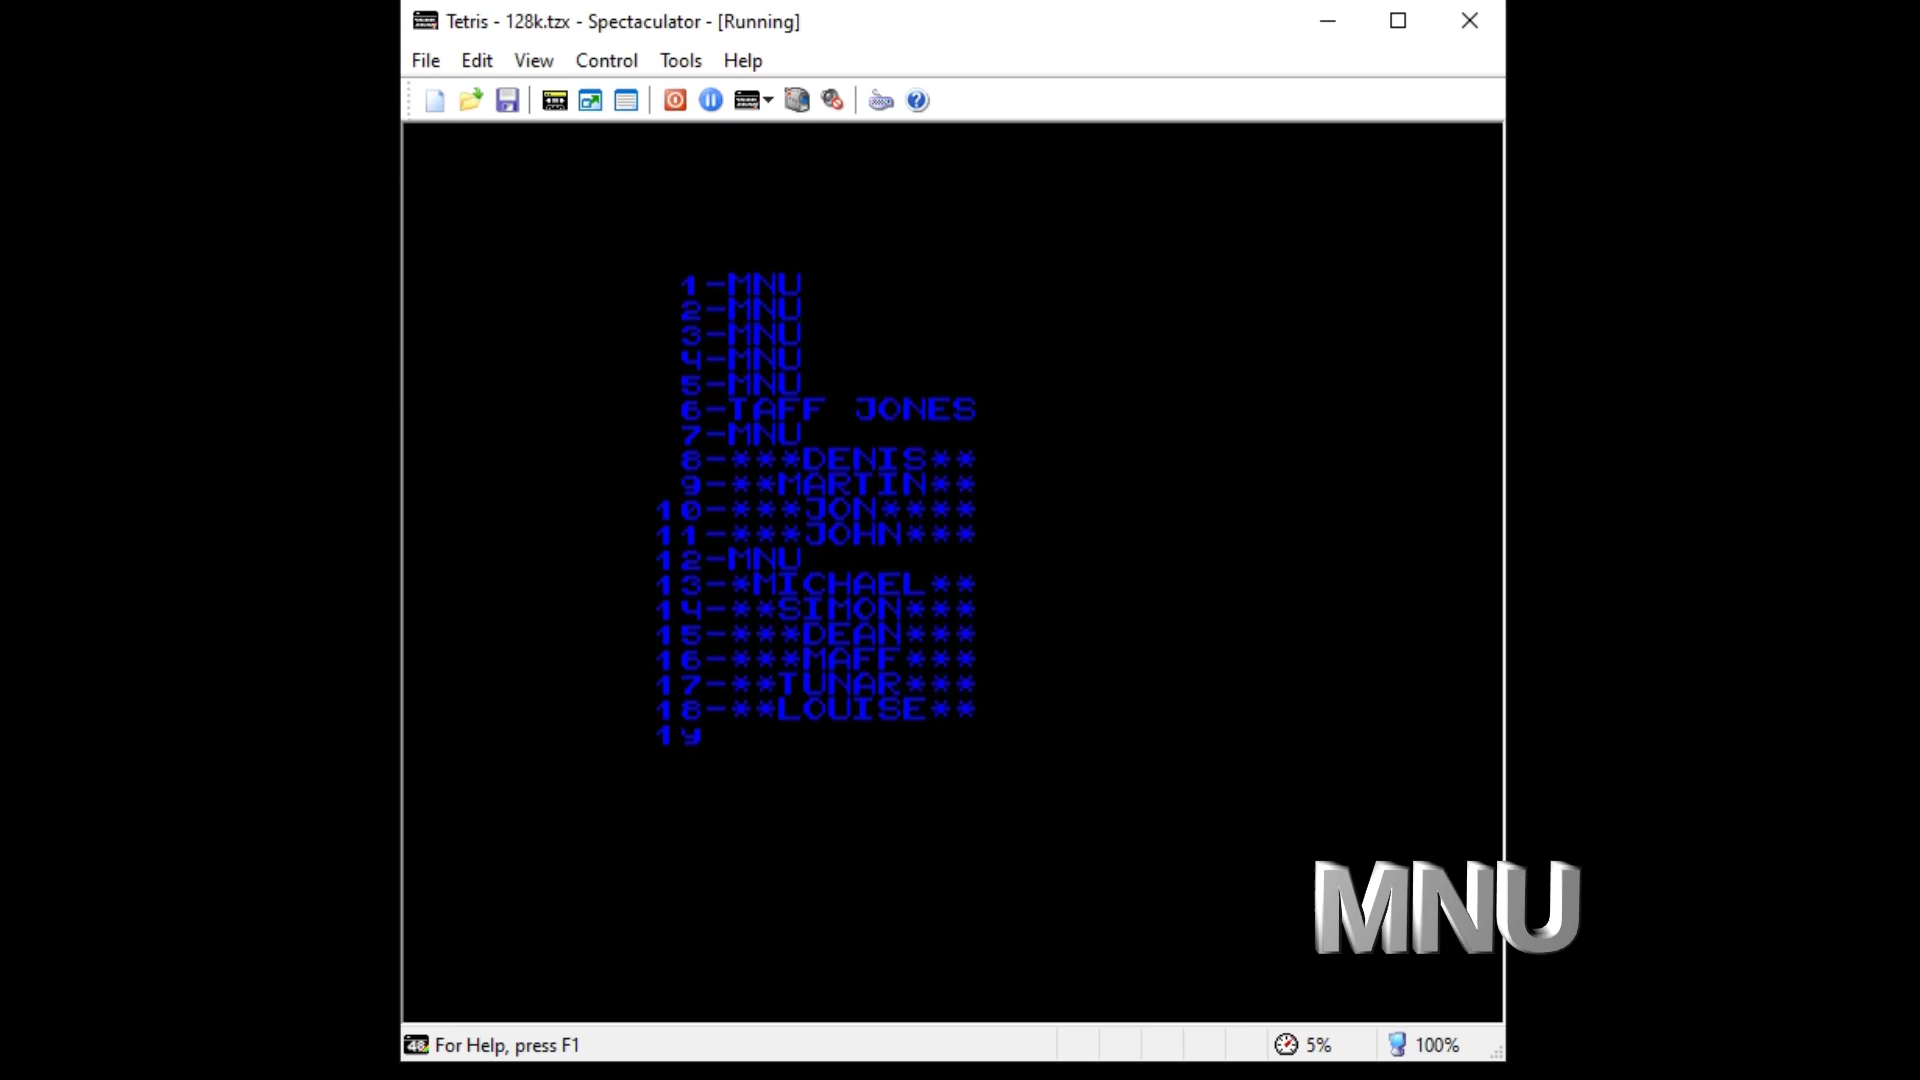 Tetris - 128k.tzx - Spectaculator - [Running]
File Edit View Control Tools Help
1-MNU
2-MNU
3-MNU
4-MNU
5-MNU
6-TAFF JONES
7-MNU
8-***DENIS**
9-**MARTIN**
10-***JON****
11-***JOHN***
12-MNU
13-*MICHAEL**
14-**SIMON***
15-***DEAN***
16-***MAFF***
17-**TUNAR***
18-**LOUISE**
1y
MNU
48 For Help, press F1 5% 100%